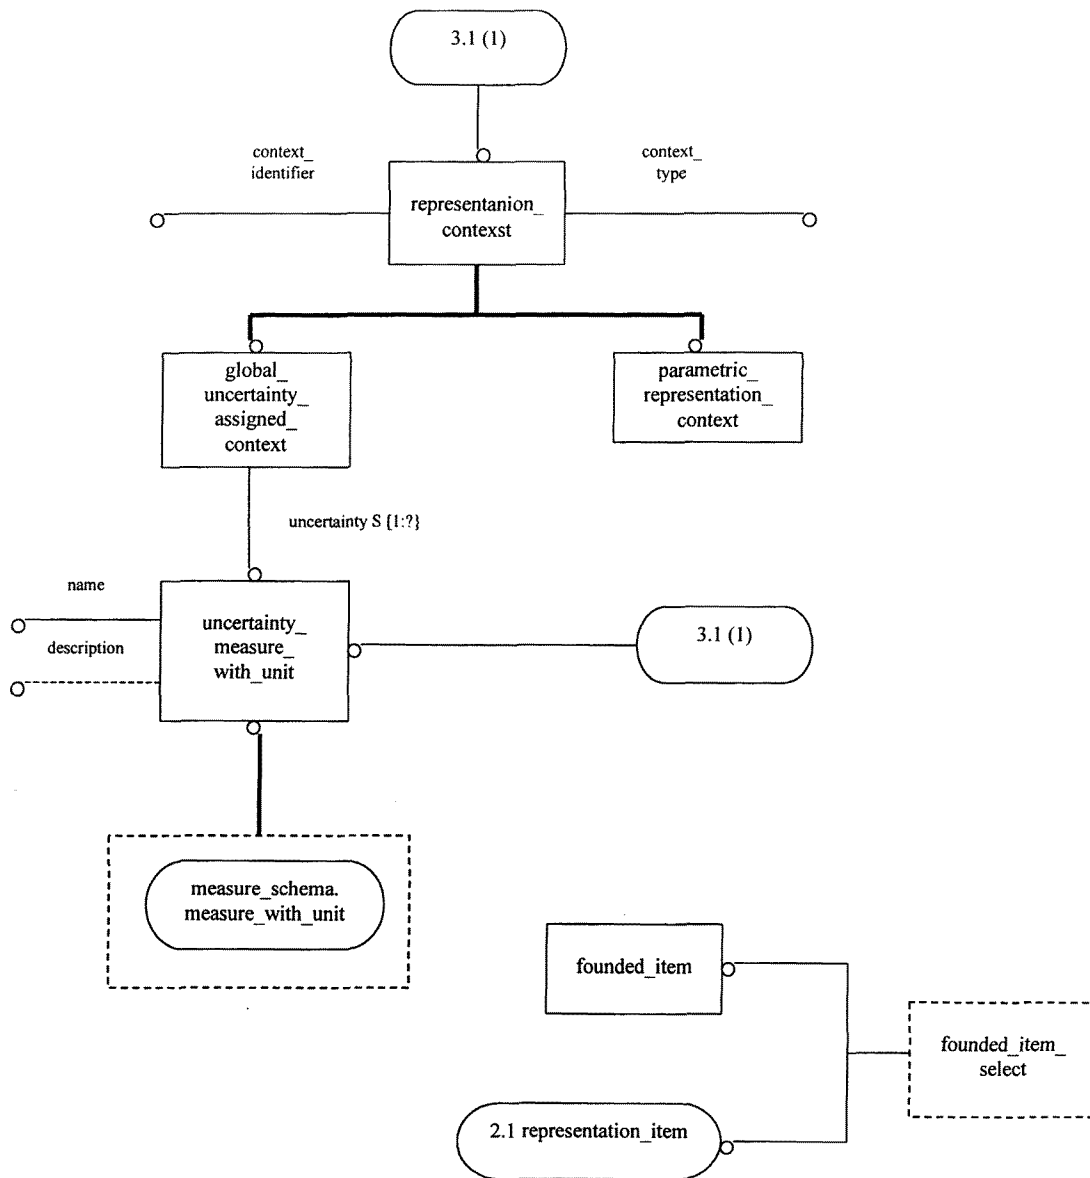 3.1 (1)
context_
identifier
context_
type
representanion_
contexst
global_
uncertainty_
assigned_
context
parametric_
representation_
context
uncertainty S {1:?}
name
description
uncertainty_
measure_
with_unit
3.1 (1)
measure_schema.
measure_with_unit
founded_item
founded_item_
select
2.1 representation_item